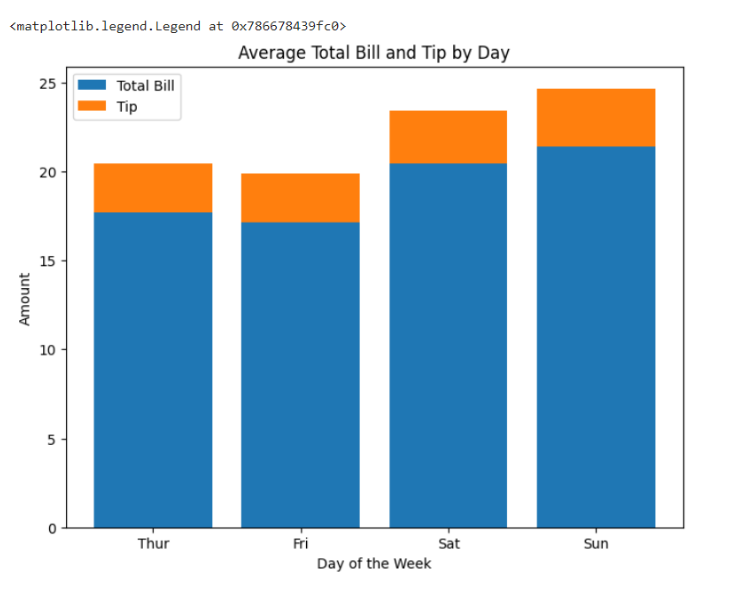 <matplotlib.legend.Legend at 0x786678439fc0>
Average Total Bill and Tip by Day
25
Total Bill
Tip
20
15
Amount
10
5
0
Thur Fri Sat Sun
Day of the Week